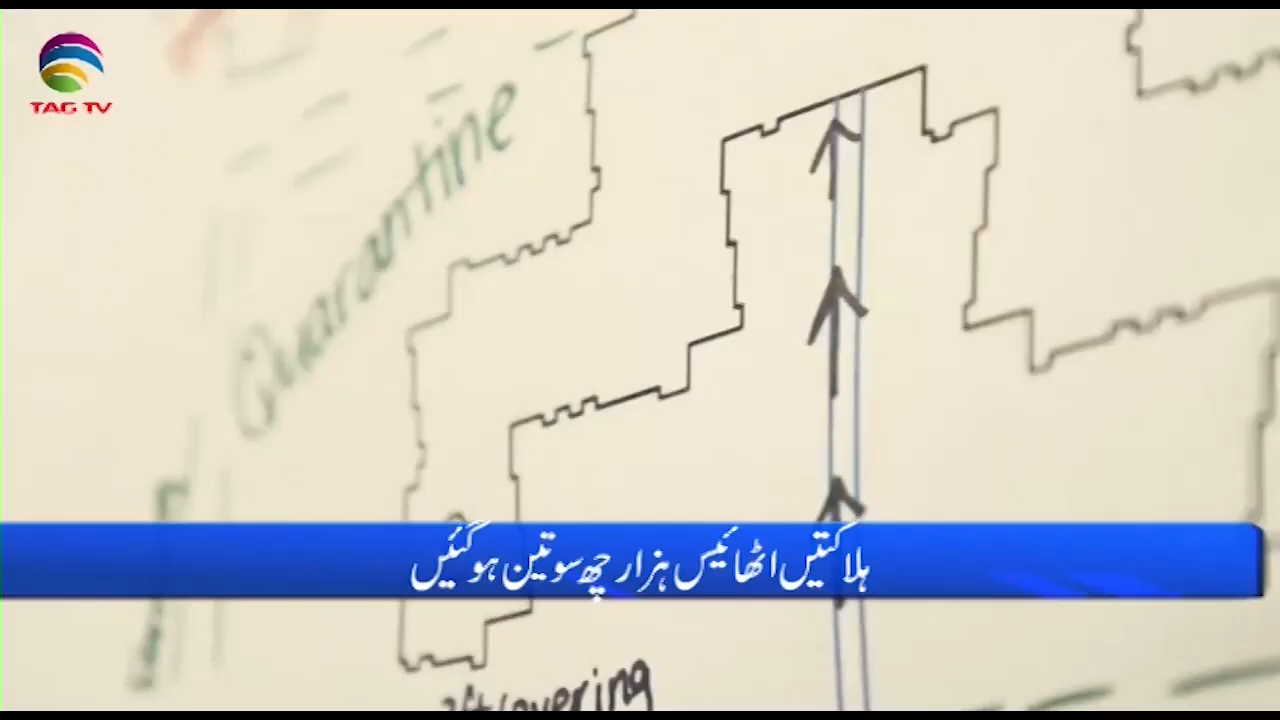 TAG TV
Quarantine
ہلاکتیں اٹھائیس ہزار چھ سو تین ہوگئیں